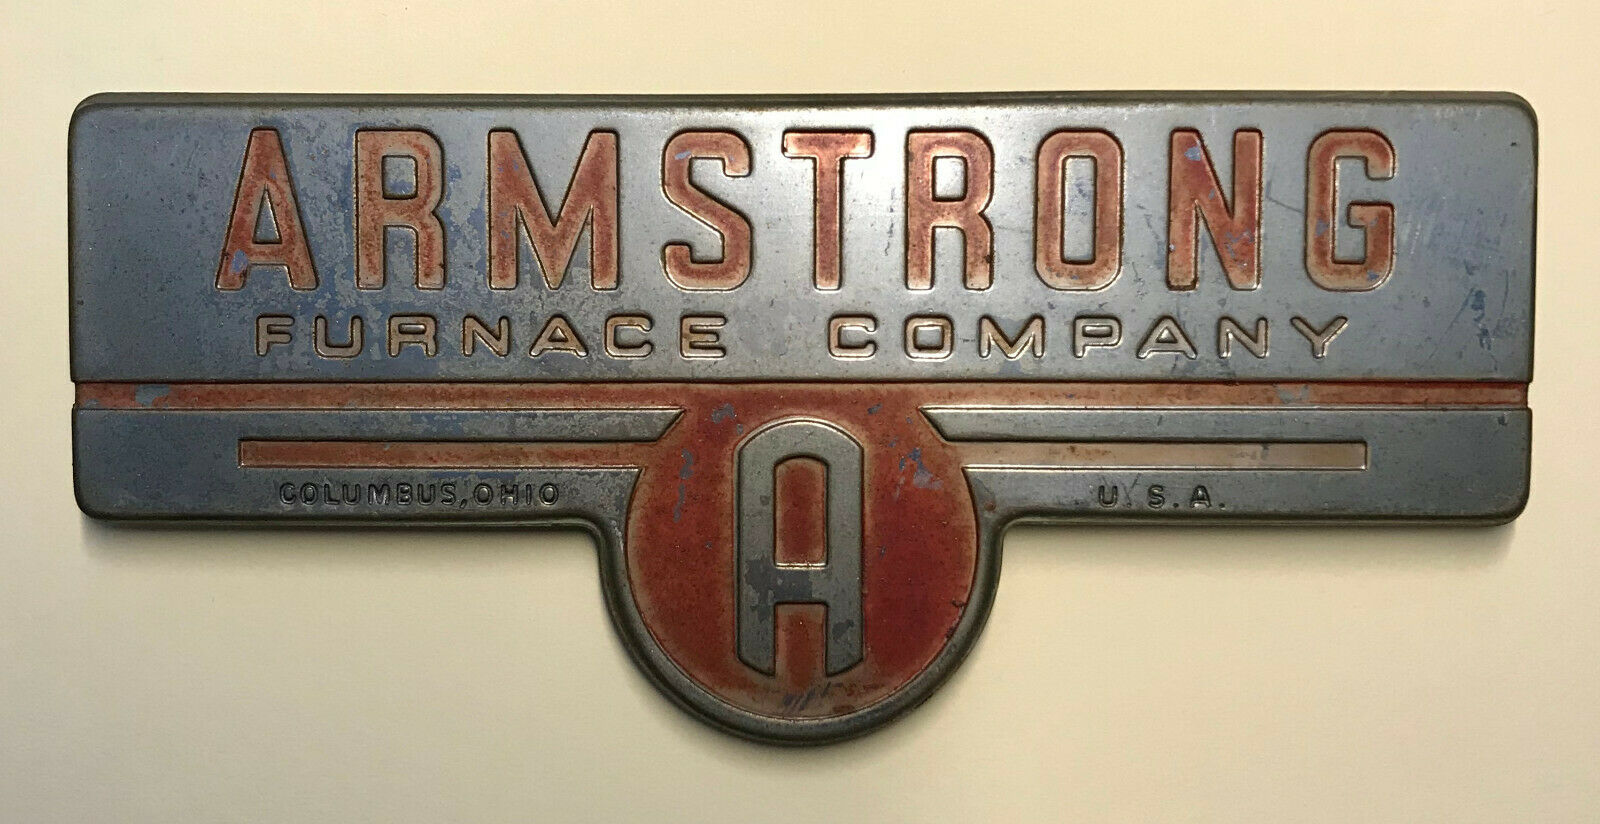 ARMSTRONG
FURNACE COMPANY
COLUMBUS, OHIO
U.S.A.
A